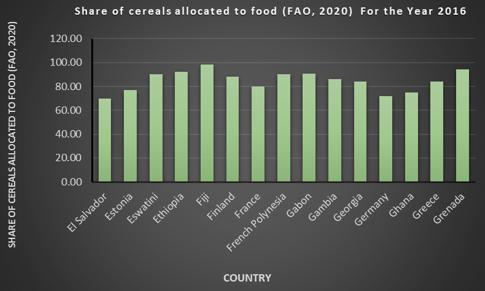 Share of cereals allocated to food (FAO, 2020)  For the Year 2016
SHARE OF CEREALS ALLOCATED TO FOOD (FAO, 2020)
120.00
100.00
80.00
60.00
40.00
20.00
0.00
El Salvador
Estonia
Eswatini
Ethiopia
Fiji
Finland
France
French Polynesia
Gabon
Gambia
Georgia
Germany
Ghana
Greece
Grenada
COUNTRY